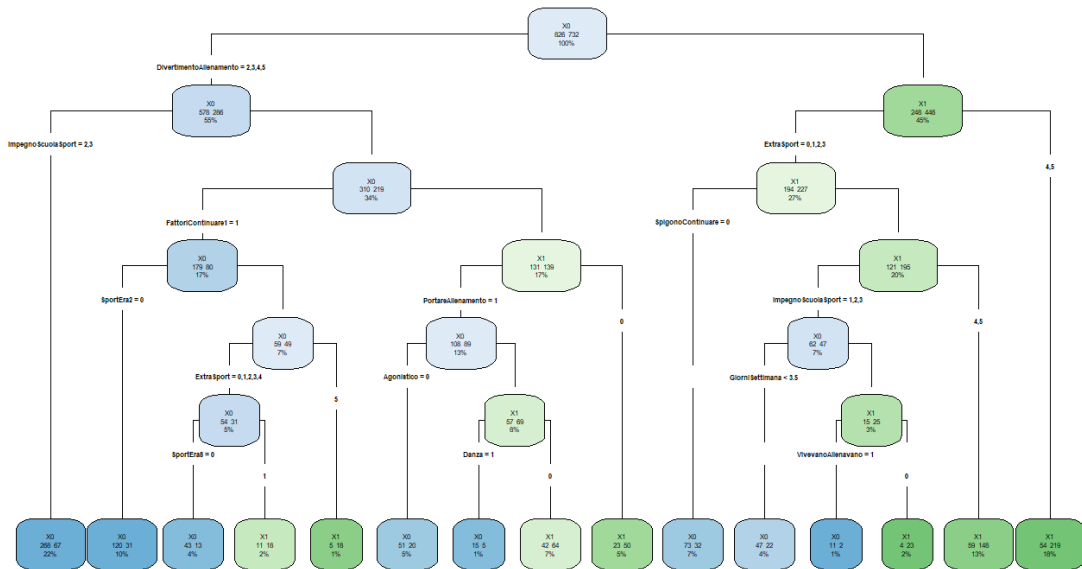 X0
826 732
100%
DivertimentoAllenamento = 2,3,4,5
X0
578 286
55%
X1
248 446
45%
ImpegnoScuolaSport = 2,3
ExtraSport = 0,1,2,3
4,5
X0
310 219
34%
X1
194 227
27%
FattoriContinuare1 = 1
SpigonoContinuare = 0
X0
179 80
17%
X1
131 139
17%
X1
121 195
20%
SportEra2 = 0
PortareAllenamento = 1
0
ImpegnoScuolaSport = 1,2,3
4,5
X0
59 49
7%
X0
108 89
13%
X0
62 47
7%
ExtraSport = 0,1,2,3,4
5
Agonistico = 0
GiorniSettimana < 3.5
X0
54 31
5%
X1
57 69
8%
X1
15 25
3%
SportEra8 = 0
1
Danza = 1
0
VivevanoAllenavano = 1
0
X0
268 67
22%
X0
120 31
10%
X0
43 13
4%
X1
11 18
2%
X1
5 18
1%
X0
51 20
5%
X0
15 5
1%
X1
42 64
7%
X1
23 50
5%
X0
73 32
7%
X0
47 22
4%
X0
11 2
1%
X1
4 23
2%
X1
59 148
13%
X1
54 219
18%